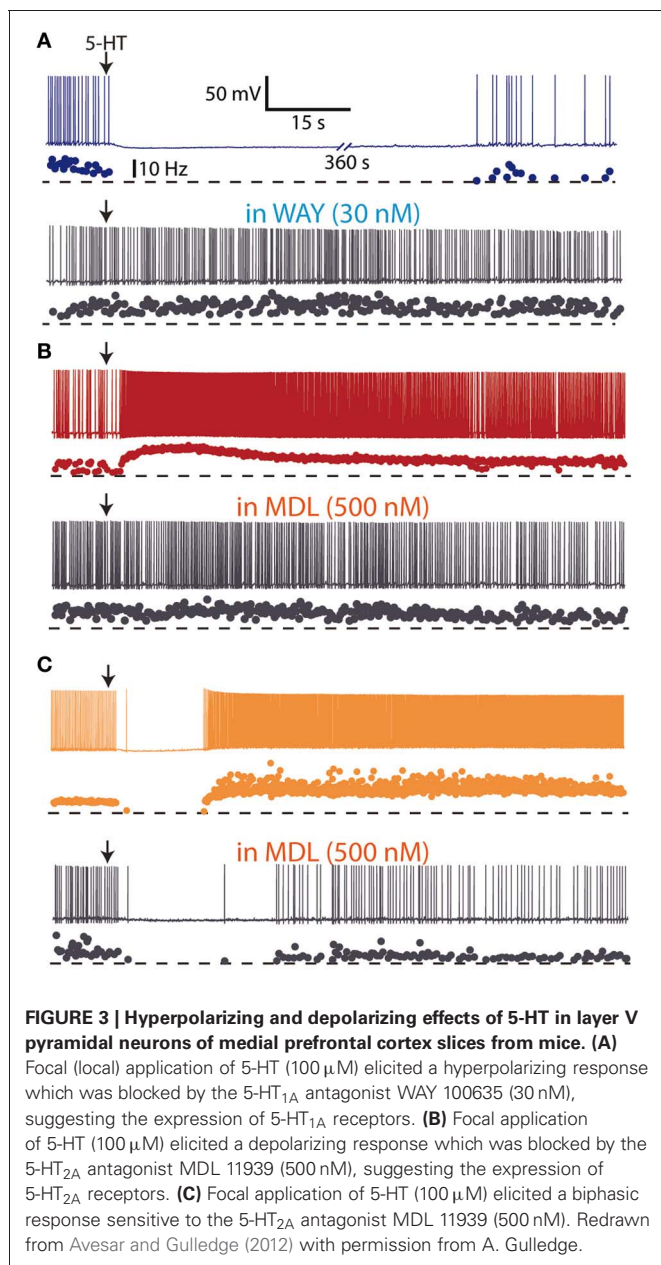 A
5-HT
50 mV
15 s
360 s
10 Hz
in WAY (30 nM)
B
in MDL (500 nM)
C
in MDL (500 nM)
FIGURE 3 | Hyperpolarizing and depolarizing effects of 5-HT in layer V
pyramidal neurons of medial prefrontal cortex slices from mice. (A)
Focal (local) application of 5-HT (100 μM) elicited a hyperpolarizing response
which was blocked by the 5-HT1A antagonist WAY 100635 (30 nM),
suggesting the expression of 5-HT1A receptors. (B) Focal application
of 5-HT (100 μM) elicited a depolarizing response which was blocked by the
5-HT2A antagonist MDL 11939 (500 nM), suggesting the expression of
5-HT2A receptors. (C) Focal application of 5-HT (100 μM) elicited a biphasic
response sensitive to the 5-HT2A antagonist MDL 11939 (500 nM). Redrawn
from Avesar and Gulledge (2012) with permission from A. Gulledge.